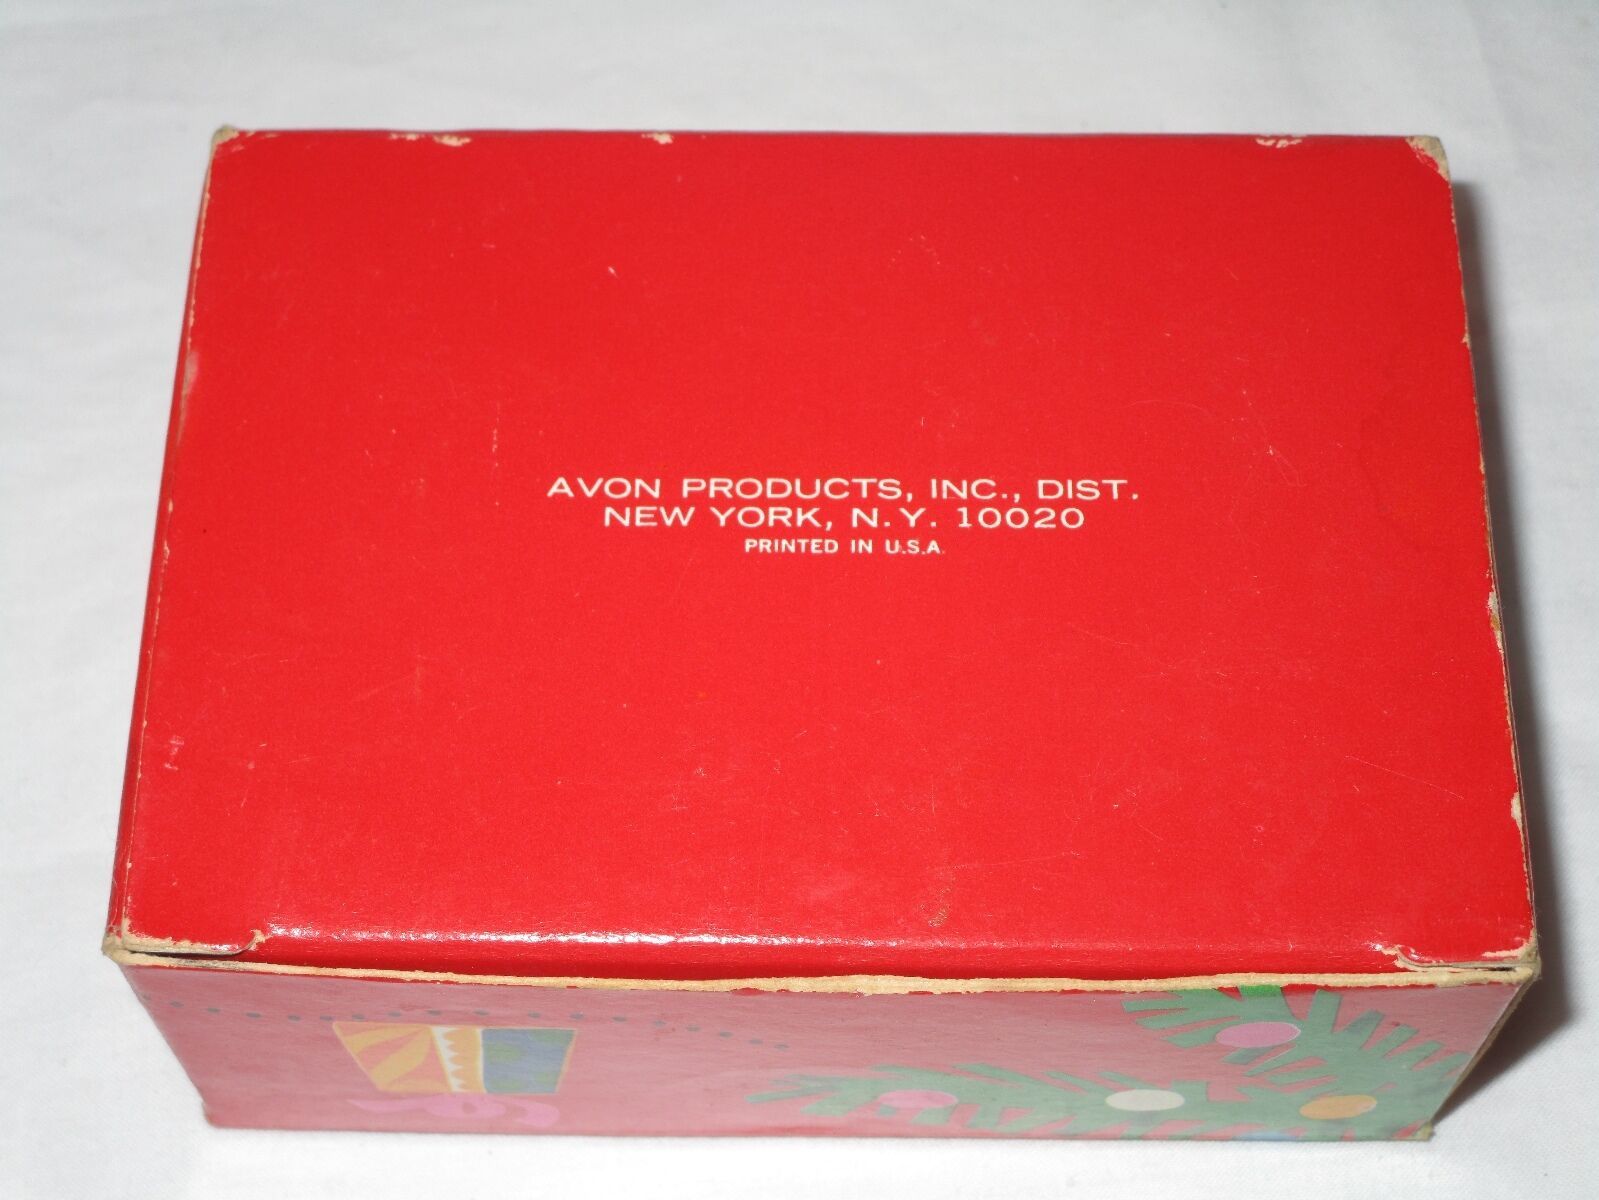 AVON PRODUCTS, INC., DIST.
NEW YORK, N.Y. 10020
PRINTED IN U.S.A.